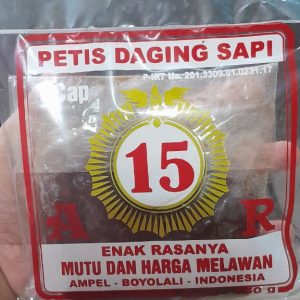 PETIS DAGING SAPI
P-IRT No. 201.3309.01.0231.17
Cap
15
A R
ENAK RASANYA
MUTU DAN HARGA MELAWAN
AMPEL - BOYOLALI - INDONESIA